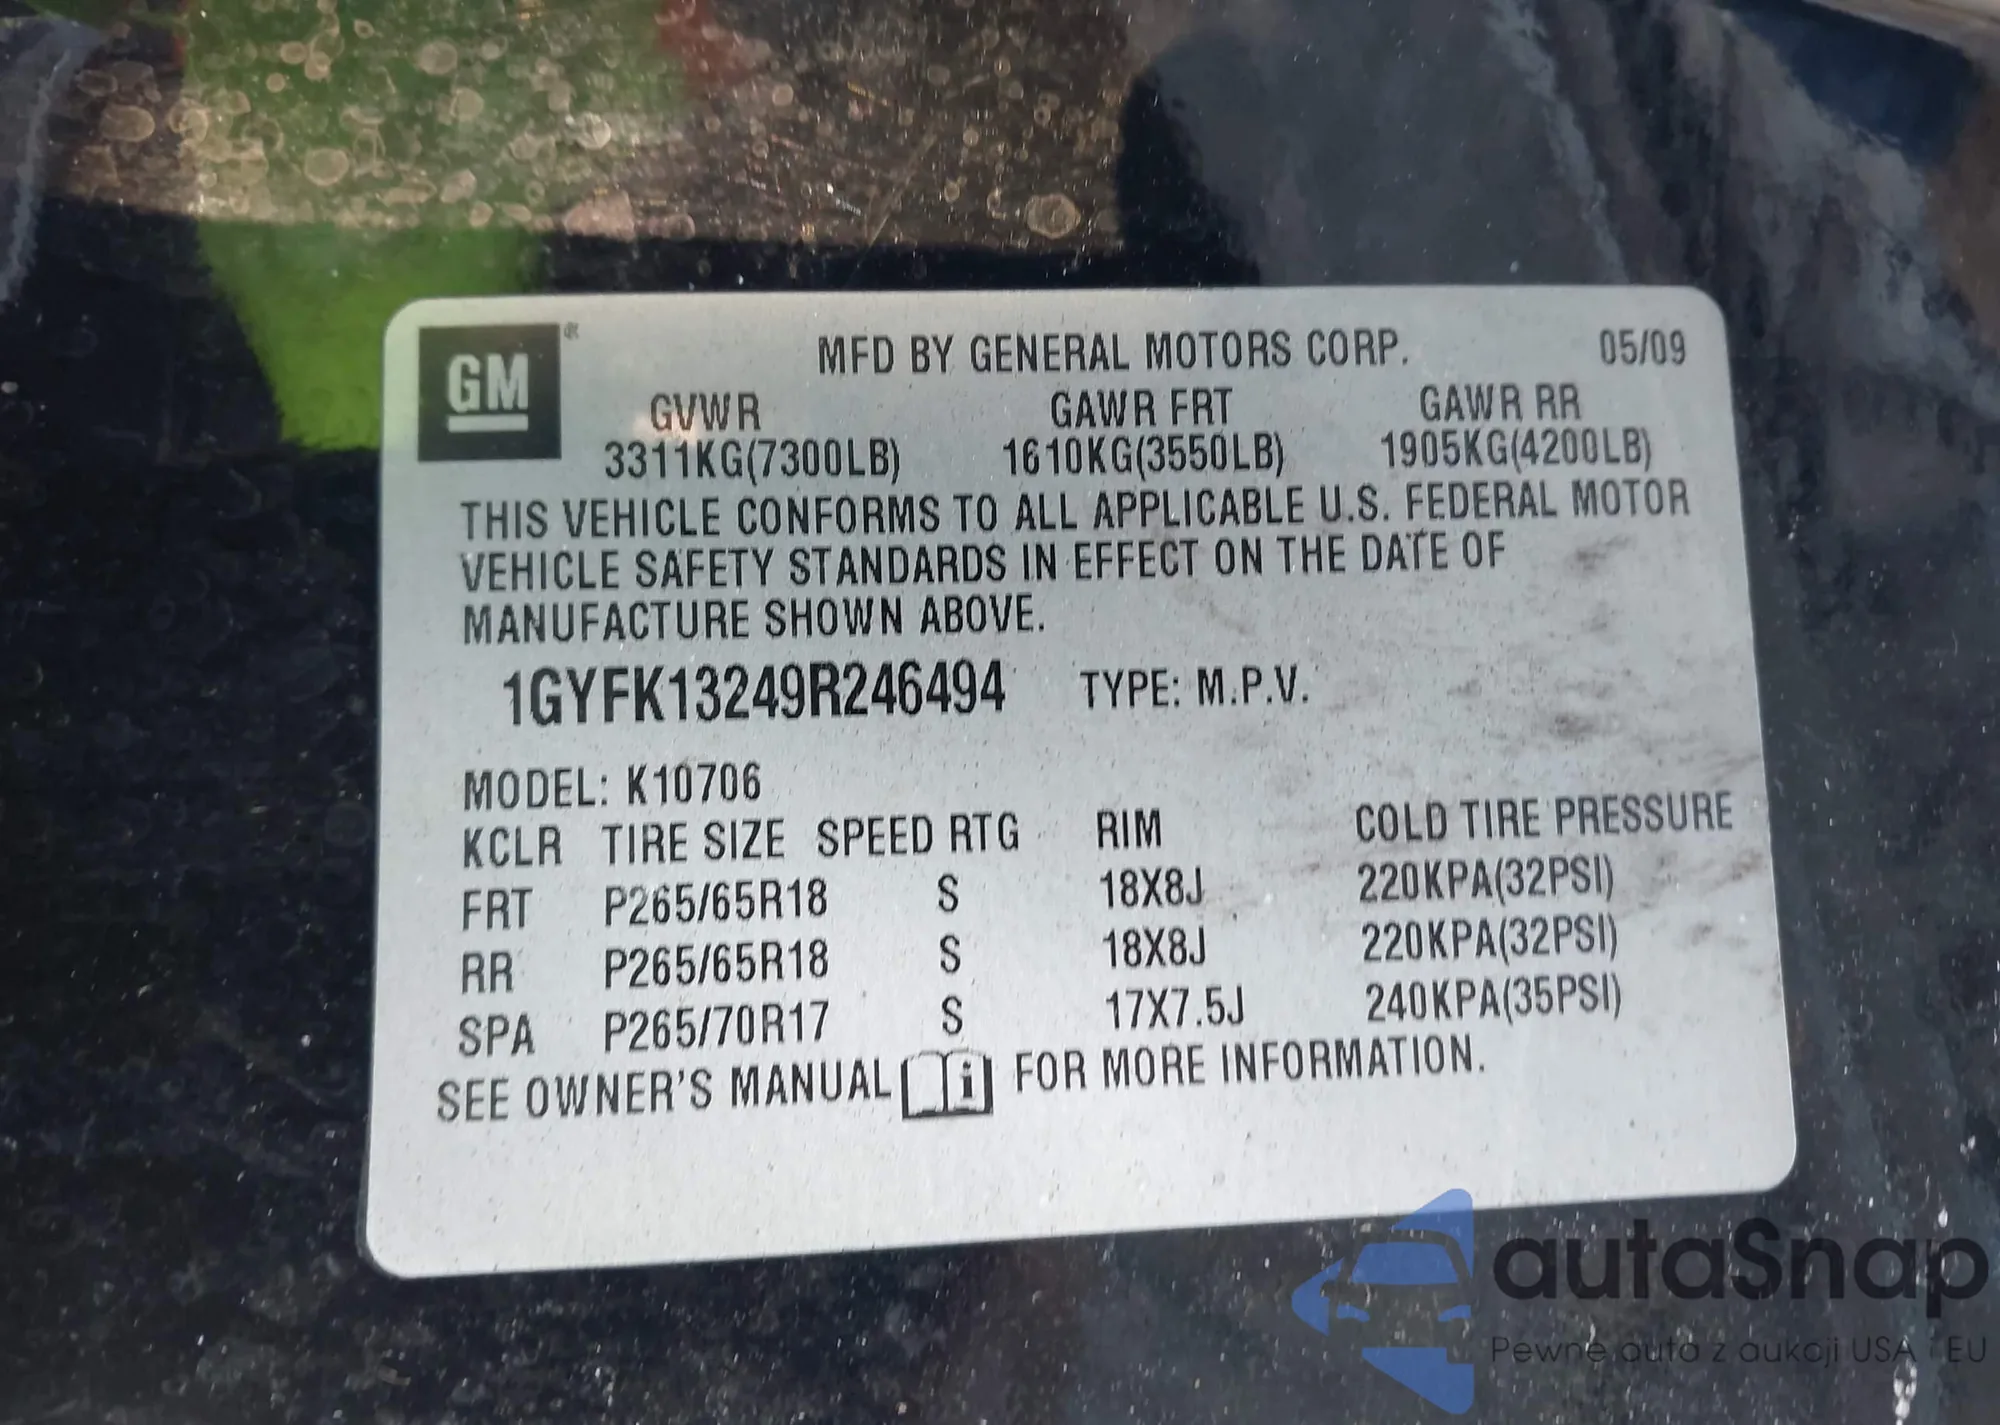 GM ®
MFD BY GENERAL MOTORS CORP. 05/09
GVWR GAWR FRT GAWR RR
3311KG(7300LB) 1610KG(3550LB) 1905KG(4200LB)
THIS VEHICLE CONFORMS TO ALL APPLICABLE U.S. FEDERAL MOTOR
VEHICLE SAFETY STANDARDS IN EFFECT ON THE DATE OF
MANUFACTURE SHOWN ABOVE.
1GYFK13249R246494 TYPE: M.P.V.
MODEL: K10706
KCLR TIRE SIZE SPEED RTG RIM COLD TIRE PRESSURE
FRT P265/65R18 S 18X8J 220KPA(32PSI)
RR P265/65R18 S 18X8J 220KPA(32PSI)
SPA P265/70R17 S 17X7.5J 240KPA(35PSI)
SEE OWNER'S MANUAL i FOR MORE INFORMATION.
autaSnap
Pewne auta z aukcji USA i EU